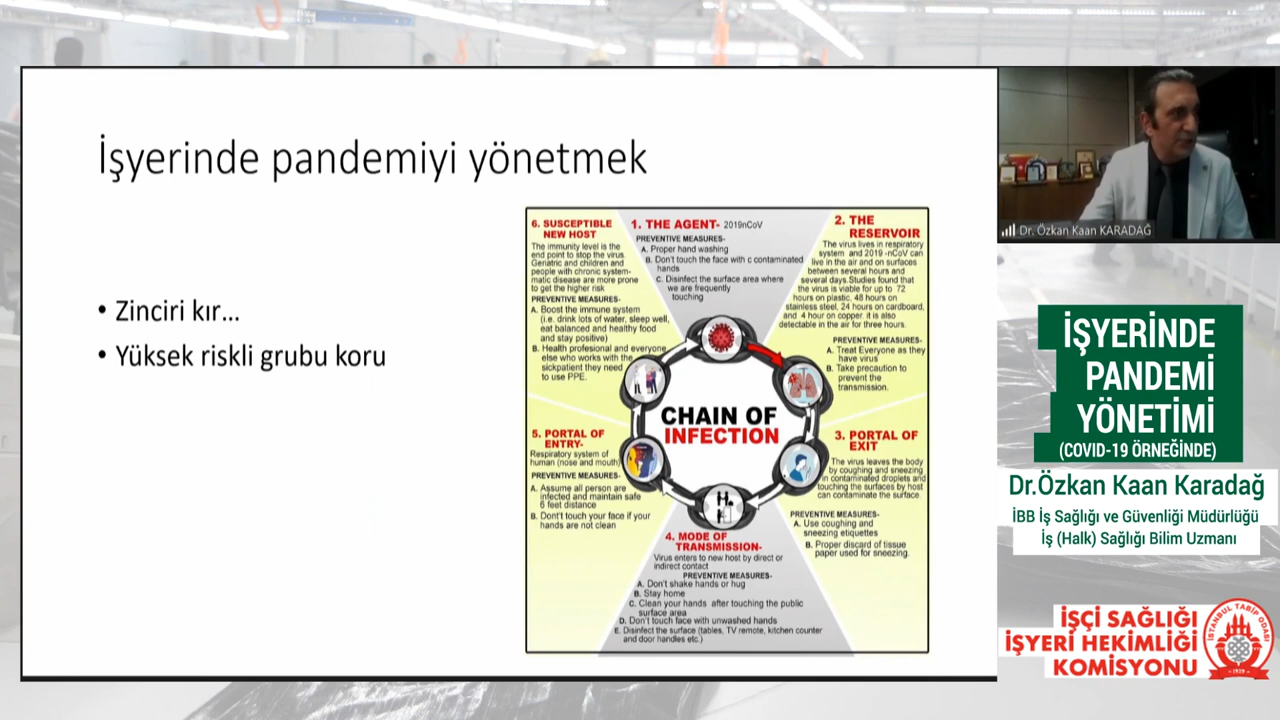 İşyerinde pandemiyi yönetmek
• Zinciri kır...
• Yüksek riskli grubu koru
6. SUSCEPTIBLE
NEW HOST
The immunity level is the
end point to stop the virus.
Geriatric and children and
people with chronic system-
matic disease are more prone
to get the higher risk
PREVENTIVE MEASURES-
A. Boost the immune system
(i.e. drink lots of water, sleep well,
eat balanced and healthy food
and stay positive)
B. Health profesional and everyone
else who works with the
sickpatient they need
to use PPE.
1. THE AGENT- 2019nCoV
PREVENTIVE MEASURES-
A. Proper hand washing
B. Don't touch the face with c contaminated
hands
C. Disinfect the surface area where
we are frequently
touching
2. THE
RESERVOIR
The virus lives in respiratory
system and 2019 -nCoV can
live in the air and on surfaces
between several hours and
several days.Studies found that
the virus is viable for up to 72
hours on plastic, 48 hours on
stainless steel, 24 hours on cardboard,
and 4 hour on copper. it is also
detectable in the air for three hours.
PREVENTIVE MEASURES-
A. Treat Everyone as they
have virus
B. Take precaution to
prevent the
transmission.
CHAIN OF
INFECTION
5. PORTAL OF
ENTRY-
Respiratory system of
human (nose and mouth)
PREVENTIVE MEASURES-
A. Assume all person are
infected and maintain safe
6 feet distance
B. Dont't touch your face if your
hands are not clean
3. PORTAL OF
EXIT
The virus leaves the body
by coughing and sneezing
in contaminated droplets and
touching the surfaces by host
can contaminate the surface.
PREVENTIVE MEASURES-
A. Use coughing and
sneezing etiquettes
B. Proper discard of tissue
paper used for sneezing.
4. MODE OF
TRANSMISSION-
Virus enters to new host by direct or
indirect contact
PREVENTIVE MEASURES-
A. Don't shake hands or hug
B. Stay home
C. Clean your hands after touching the public
surface area
D. Don't touch face with unwashed hands
E. Disinfect the surface (tables, TV remote, kitchen counter
and door handles etc.)
Dr. Özkan Kaan KARADAĞ
İŞYERİNDE
PANDEMİ
YÖNETİMİ
(COVID-19 ÖRNEĞİNDE)
Dr.Özkan Kaan Karadağ
İBB İş Sağlığı ve Güvenliği Müdürlüğü
İş (Halk) Sağlığı Bilim Uzmanı
İŞÇİ SAĞLIĞI
İŞYERİ HEKİMLİĞİ
KOMİSYONU
İSTANBUL TABİP ODASI
1929